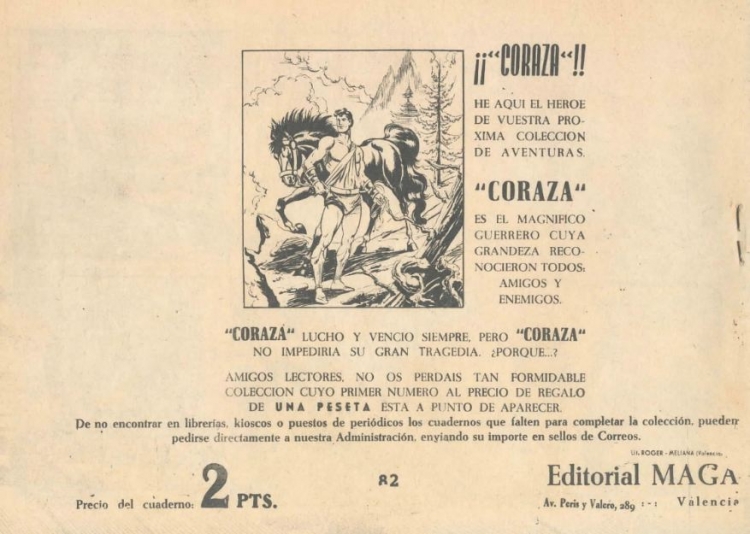 ¡¡"CORAZA"!!
HE AQUI EL HEROE
DE VUESTRA PRO-
XIMA COLECCION
DE AVENTURAS.
"CORAZA"
ES EL MAGNIFICO
GUERRERO CUYA
GRANDEZA RECO-
NOCIERON TODOS:
AMIGOS Y
ENEMIGOS.
"CORAZA" LUCHO Y VENCIO SIEMPRE, PERO "CORAZA"
NO IMPEDIRIA SU GRAN TRAGEDIA. ¿PORQUE...?
AMIGOS LECTORES, NO OS PERDAIS TAN FORMIDABLE
COLECCION CUYO PRIMER NUMERO AL PRECIO DE REGALO
DE UNA PESETA ESTA A PUNTO DE APARECER.
De no encontrar en librerías, kioscos o puestos de periódicos los cuadernos que falten para completar la colección, pueden
pedirse directamente a nuestra Administración, enviando su importe en sellos de Correos.
Lit. ROGER - MELIANA (Valencia.
Precio del cuaderno: 2 PTS.
82
Editorial MAGA
Av. Peris y Valero, 289 :-: Valencia